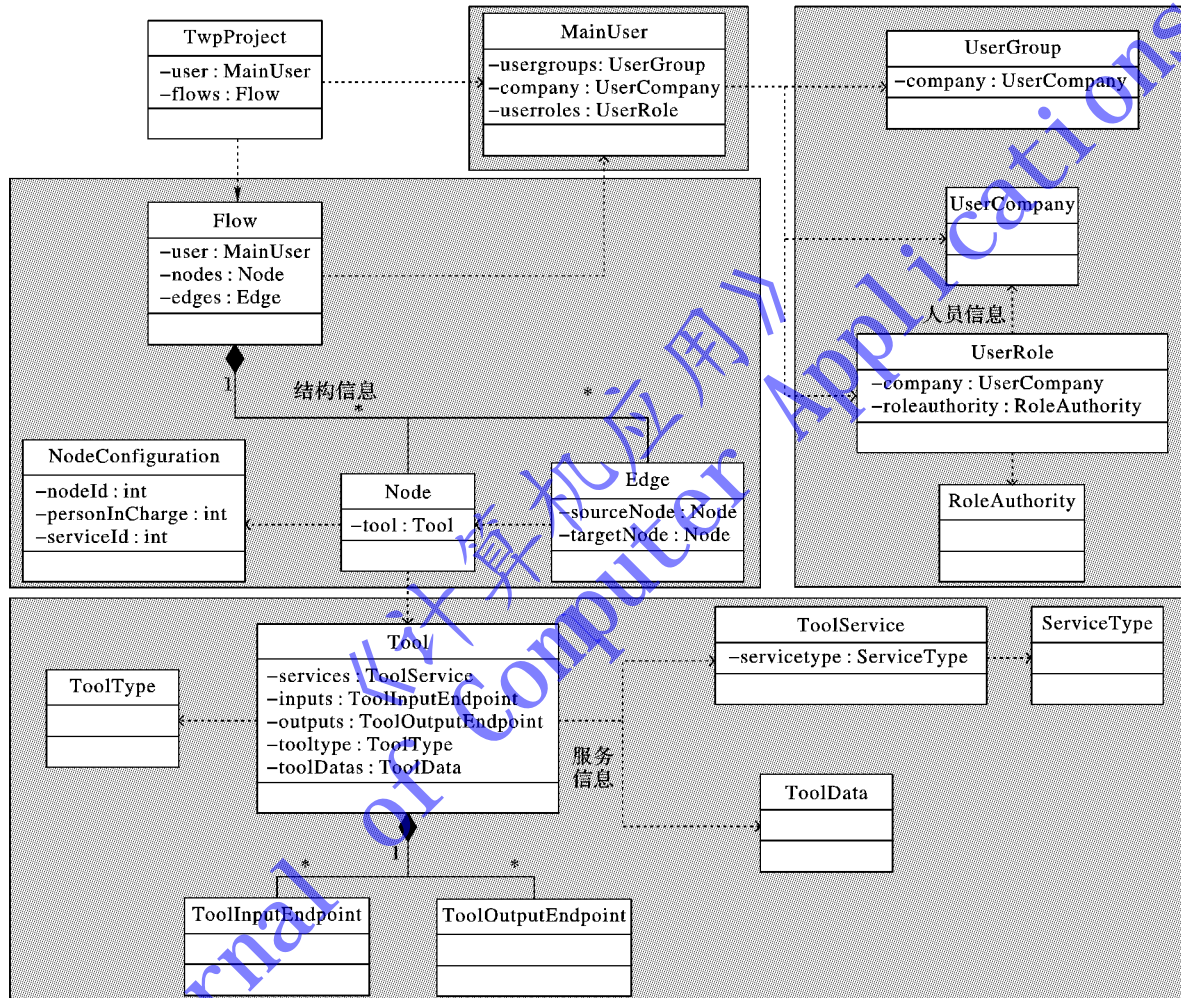 TwpProject
–user : MainUser
–flows : Flow
MainUser
–usergroups: UserGroup
–company : UserCompany
–userroles : UserRole
UserGroup
–company : UserCompany
UserCompany
人员信息
UserRole
–company : UserCompany
–roleauthority : RoleAuthority
RoleAuthority
Flow
–user : MainUser
–nodes : Node
–edges : Edge
1
结构信息
*
*
NodeConfiguration
–nodeId : int
–personInCharge : int
–serviceId : int
Node
–tool : Tool
Edge
–sourceNode : Node
–targetNode : Node
Tool
–services : ToolService
–inputs : ToolInputEndpoint
–outputs : ToolOutputEndpoint
–tooltype : ToolType
–toolDatas : ToolData
ToolType
ToolService
–servicetype : ServiceType
ServiceType
服务
信息
ToolData
1
*
*
ToolInputEndpoint
ToolOutputEndpoint
《计算机应用》
rnal of Computer Applications